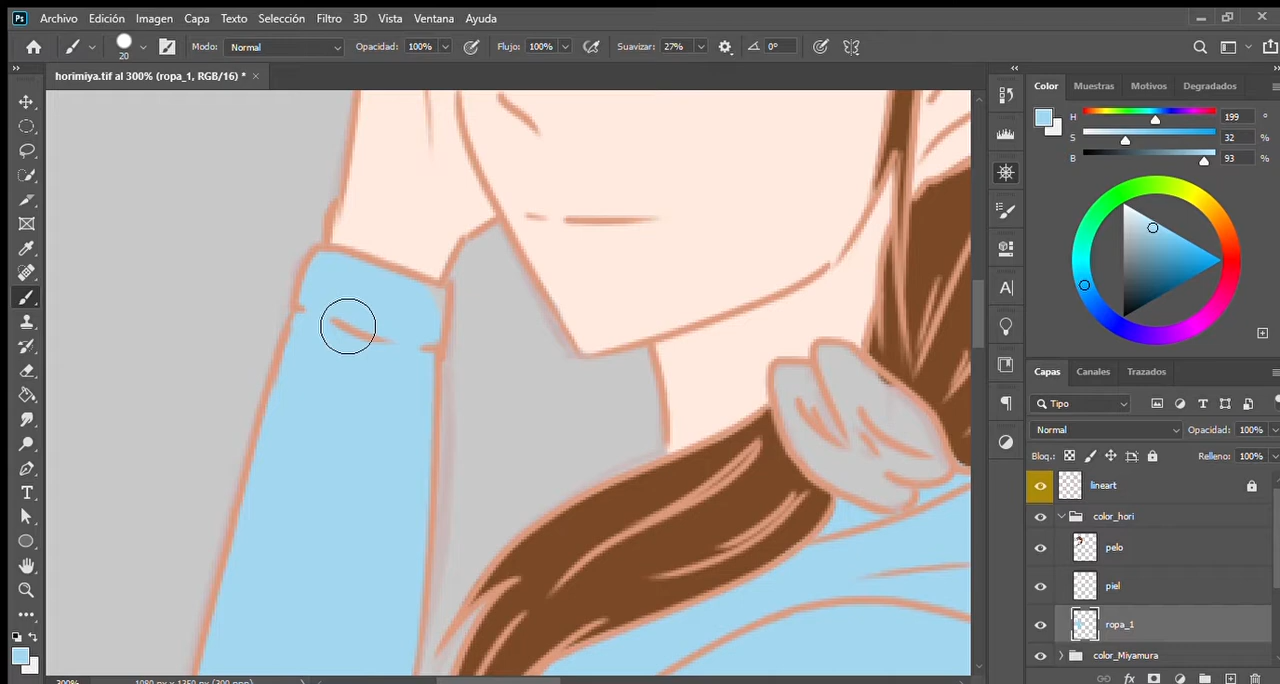 Ps Archivo Edición Imagen Capa Texto Selección Filtro 3D Vista Ventana Ayuda
20 Modo: Normal Opacidad: 100% Flujo: 100% Suavizar: 27% 0°
horimiya.tif al 300% (ropa_1, RGB/16) * ×
Color Muestras Motivos Degradados
H 199 °
S 32 %
B 93 %
Capas Canales Trazados
Tipo
Normal Opacidad: 100%
Bloq.: Relleno: 100%
lineart
color_hori
pelo
piel
ropa_1
color_Miyamura
fx
300% 1080 px x 1350 px (300 ppp)